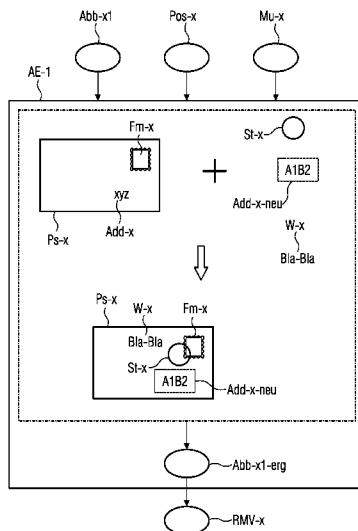 Abb-x1 Pos-x Mu-x
AE-1
Fm-x
St-x
xyz
A1B2
Ps-x Add-x
Add-x-neu
W-x
Bla-Bla
Ps-x W-x Fm-x
Bla-Bla
St-x
A1B2
Add-x-neu
Abb-x1-erg
RMV-x